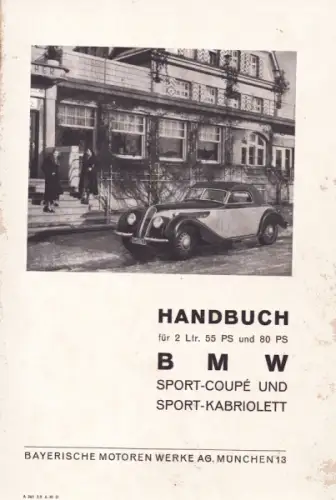 HANDBUCH
für 2 Ltr. 55 PS und 80 PS
BMW
SPORT-COUPÉ UND
SPORT-KABRIOLETT
BAYERISCHE MOTOREN WERKE AG. MÜNCHEN 13